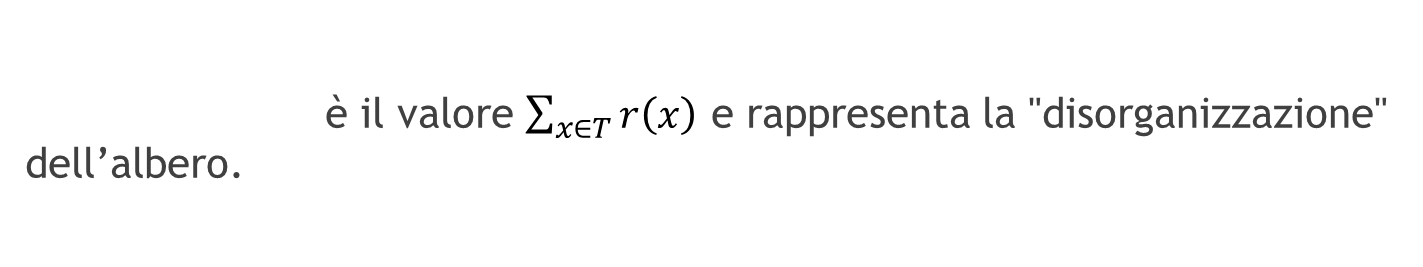 è il valore ∑ₓ∈T r(x) e rappresenta la "disorganizzazione"
dell’albero.